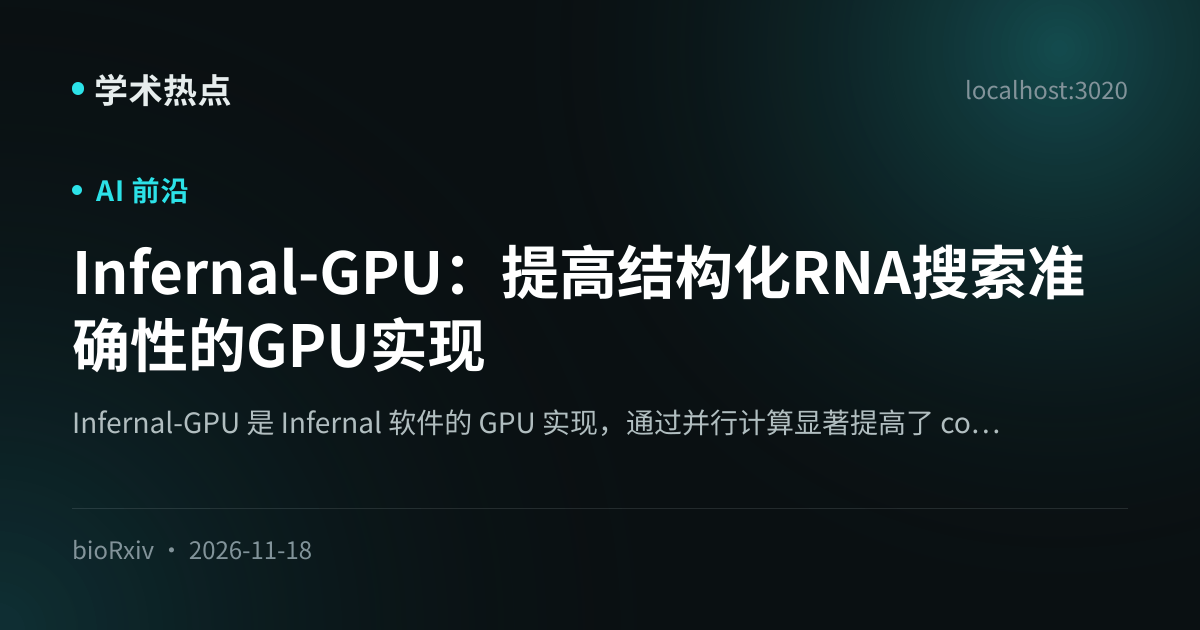 学术热点
localhost:3020
AI 前沿
Infernal-GPU：提高结构化RNA搜索准
确性的GPU实现
Infernal-GPU 是 Infernal 软件的 GPU 实现，通过并行计算显著提高了 co…
bioRxiv · 2026-11-18